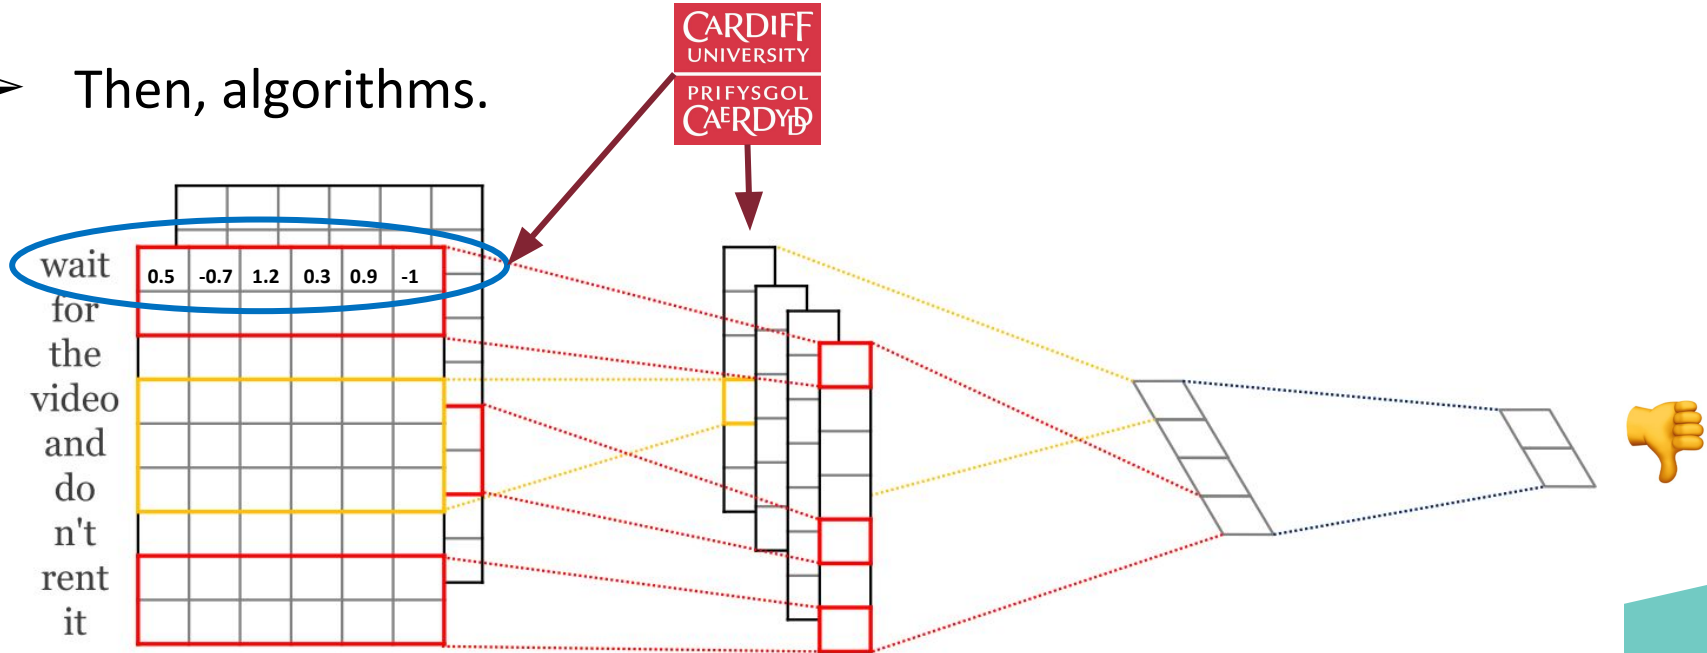 CARDIFF
UNIVERSITY
PRIFYSGOL
CAERDYDD
➢ Then, algorithms.
wait 0.5 -0.7 1.2 0.3 0.9 -1
for
the
video
and
do
n't
rent
it